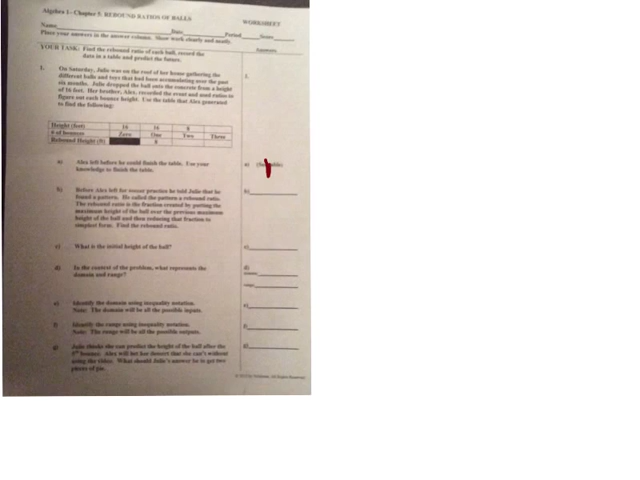 Algebra 1- Chapter 5: REBOUND RATIOS OF BALLS
WORKSHEET
Name Date Period Score
Place your answers in the answer column. Show work clearly and neatly.
Answers
YOUR TASK: Find the rebound ratio of each ball, record the
data in a table and predict the future.
1. On Saturday, Julie was on the roof of her house gathering the
different balls and toys that had been accumulating over the past
six months. Julie dropped the ball onto the concrete from a height
of 16 feet. Her brother, Alex, recorded the event and used ratios to
figure out each bounce height. Use the table that Alex generated
to find the following:
1.
Height (feet) 16 16 8
# of bounces Zero One Two Three
Rebound Height (ft) 8
a) Alex left before he could finish the table. Use your
knowledge to finish the table.
a) (See table)
b) Before Alex left for soccer practice he told Julie that he
found a pattern. He called the pattern a rebound ratio.
The rebound ratio is the fraction created by putting the
maximum height of the ball over the previous maximum
height of the ball and then reducing that fraction to
simplest form. Find the rebound ratio.
b)
c) What is the initial height of the ball?
c)
d) In the context of the problem, what represents the
domain and range?
d)
domain:
range:
e) Identify the domain using inequality notation.
Note: The domain will be all the possible inputs.
e)
f) Identify the range using inequality notation.
Note: The range will be all the possible outputs.
f)
g) Julie thinks she can predict the height of the ball after the
5th bounce. Alex will bet her dessert that she can't without
using the table. What should Julie's answer be to get two
pieces of pie.
g)
All Rights Reserved